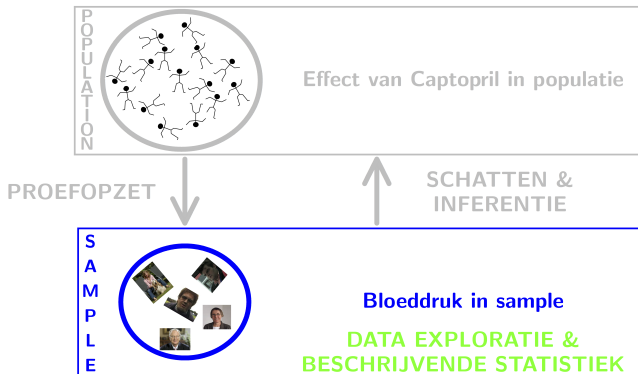 POPULATION
Effect van Captopril in populatie
PROEFOPZET
SCHATTEN &
INFERENTIE
SAMPLE
Bloeddruk in sample
DATA EXPLORATIE &
BESCHRIJVENDE STATISTIEK